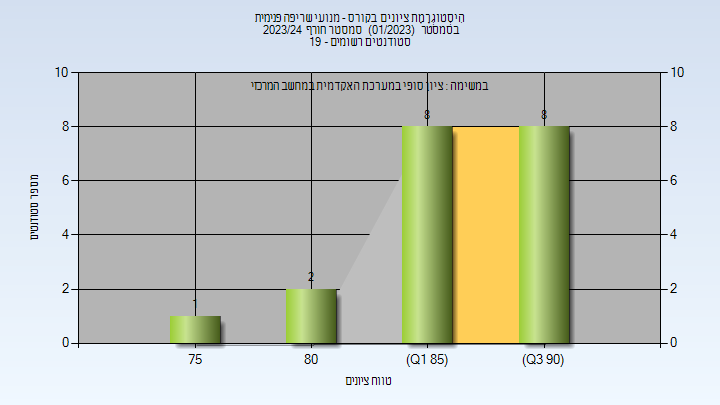 היסטוגרמת ציונים בקורס - מנועי שריפה פנימית
בסמסטר (01/2023) סמסטר חורף 2023/24
סטודנטים רשומים - 19
במשימה : ציון סופי במערכת האקדמית במחשב המרכזי
10 10
8 8
6 6
4 4
2 2
0 0
1
2
8
8
75 80 (Q1 85) (Q3 90)
מספר סטודנטים
טווח ציונים